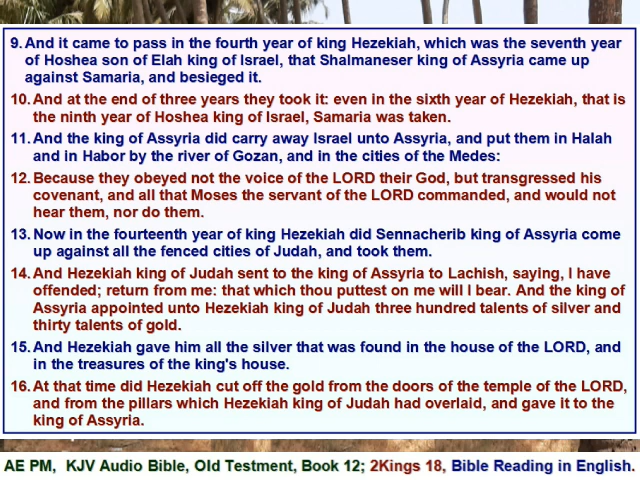 9. And it came to pass in the fourth year of king Hezekiah, which was the seventh year
of Hoshea son of Elah king of Israel, that Shalmaneser king of Assyria came up
against Samaria, and besieged it.
10. And at the end of three years they took it: even in the sixth year of Hezekiah, that is
the ninth year of Hoshea king of Israel, Samaria was taken.
11. And the king of Assyria did carry away Israel unto Assyria, and put them in Halah
and in Habor by the river of Gozan, and in the cities of the Medes:
12. Because they obeyed not the voice of the LORD their God, but transgressed his
covenant, and all that Moses the servant of the LORD commanded, and would not
hear them, nor do them.
13. Now in the fourteenth year of king Hezekiah did Sennacherib king of Assyria come
up against all the fenced cities of Judah, and took them.
14. And Hezekiah king of Judah sent to the king of Assyria to Lachish, saying, I have
offended; return from me: that which thou puttest on me will I bear. And the king of
Assyria appointed unto Hezekiah king of Judah three hundred talents of silver and
thirty talents of gold.
15. And Hezekiah gave him all the silver that was found in the house of the LORD, and
in the treasures of the king's house.
16. At that time did Hezekiah cut off the gold from the doors of the temple of the LORD,
and from the pillars which Hezekiah king of Judah had overlaid, and gave it to the
king of Assyria.
AE PM, KJV Audio Bible, Old Testment, Book 12; 2Kings 18, Bible Reading in English.